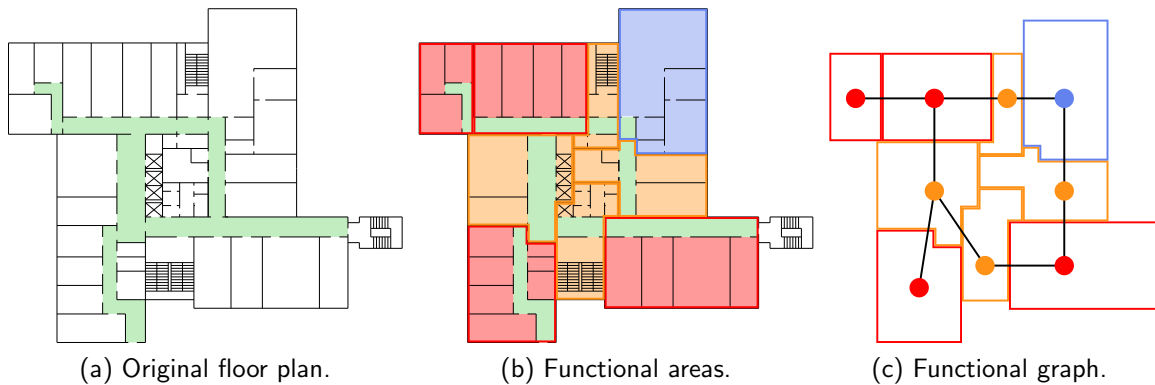 (a) Original floor plan.
(b) Functional areas.
(c) Functional graph.